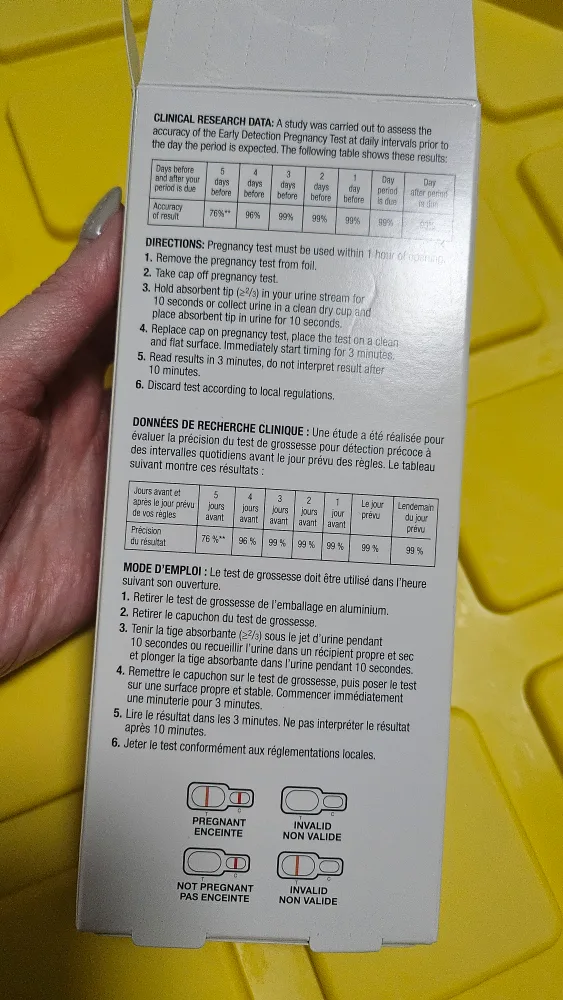 CLINICAL RESEARCH DATA: A study was carried out to assess the
accuracy of the Early Detection Pregnancy Test at daily intervals prior to
the day the period is expected. The following table shows these results:
Days before and after your period is due | 5 days before | 4 days before | 3 days before | 2 days before | 1 day before | Day period is due | Day after period is due
Accuracy of result | 76%** | 96% | 99% | 99% | 99% | 99% |
DIRECTIONS: Pregnancy test must be used within 1 hour of opening.
1. Remove the pregnancy test from foil.
2. Take cap off pregnancy test.
3. Hold absorbent tip (≥2/3) in your urine stream for
10 seconds or collect urine in a clean dry cup and
place absorbent tip in urine for 10 seconds.
4. Replace cap on pregnancy test, place the test on a clean
and flat surface. Immediately start timing for 3 minutes.
5. Read results in 3 minutes, do not interpret result after
10 minutes.
6. Discard test according to local regulations.
DONNÉES DE RECHERCHE CLINIQUE : Une étude a été réalisée pour
évaluer la précision du test de grossesse pour détection précoce à
des intervalles quotidiens avant le jour prévu des règles. Le tableau
suivant montre ces résultats :
Jours avant et après le jour prévu de vos règles | 5 jours avant | 4 jours avant | 3 jours avant | 2 jours avant | 1 jour avant | Le jour prévu | Lendemain du jour prévu
Précision du résultat | 76 %** | 96 % | 99 % | 99 % | 99 % | 99 % | 99 %
MODE D'EMPLOI : Le test de grossesse doit être utilisé dans l'heure
suivant son ouverture.
1. Retirer le test de grossesse de l'emballage en aluminium.
2. Retirer le capuchon du test de grossesse.
3. Tenir la tige absorbante (≥2/3) sous le jet d'urine pendant
10 secondes ou recueillir l'urine dans un récipient propre et sec
et plonger la tige absorbante dans l'urine pendant 10 secondes.
4. Remettre le capuchon sur le test de grossesse, puis poser le test
sur une surface propre et stable. Commencer immédiatement
une minuterie pour 3 minutes.
5. Lire le résultat dans les 3 minutes. Ne pas interpréter le résultat
après 10 minutes.
6. Jeter le test conformément aux réglementations locales.
T C
PREGNANT
ENCEINTE
T C
INVALID
NON VALIDE
T C
NOT PREGNANT
PAS ENCEINTE
T C
INVALID
NON VALIDE